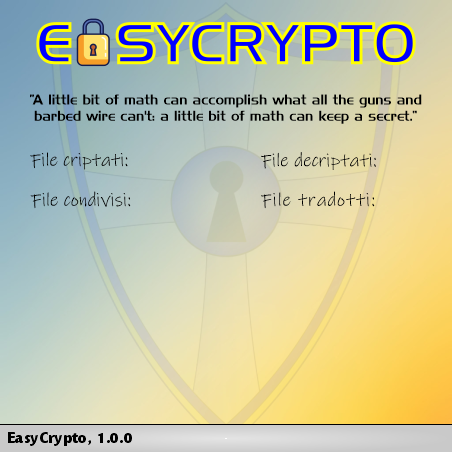 EASYCRYPTO
"A little bit of math can accomplish what all the guns and
barbed wire can't: a little bit of math can keep a secret."
File criptati: File decriptati:
File condivisi: File tradotti:
EasyCrypto, 1.0.0